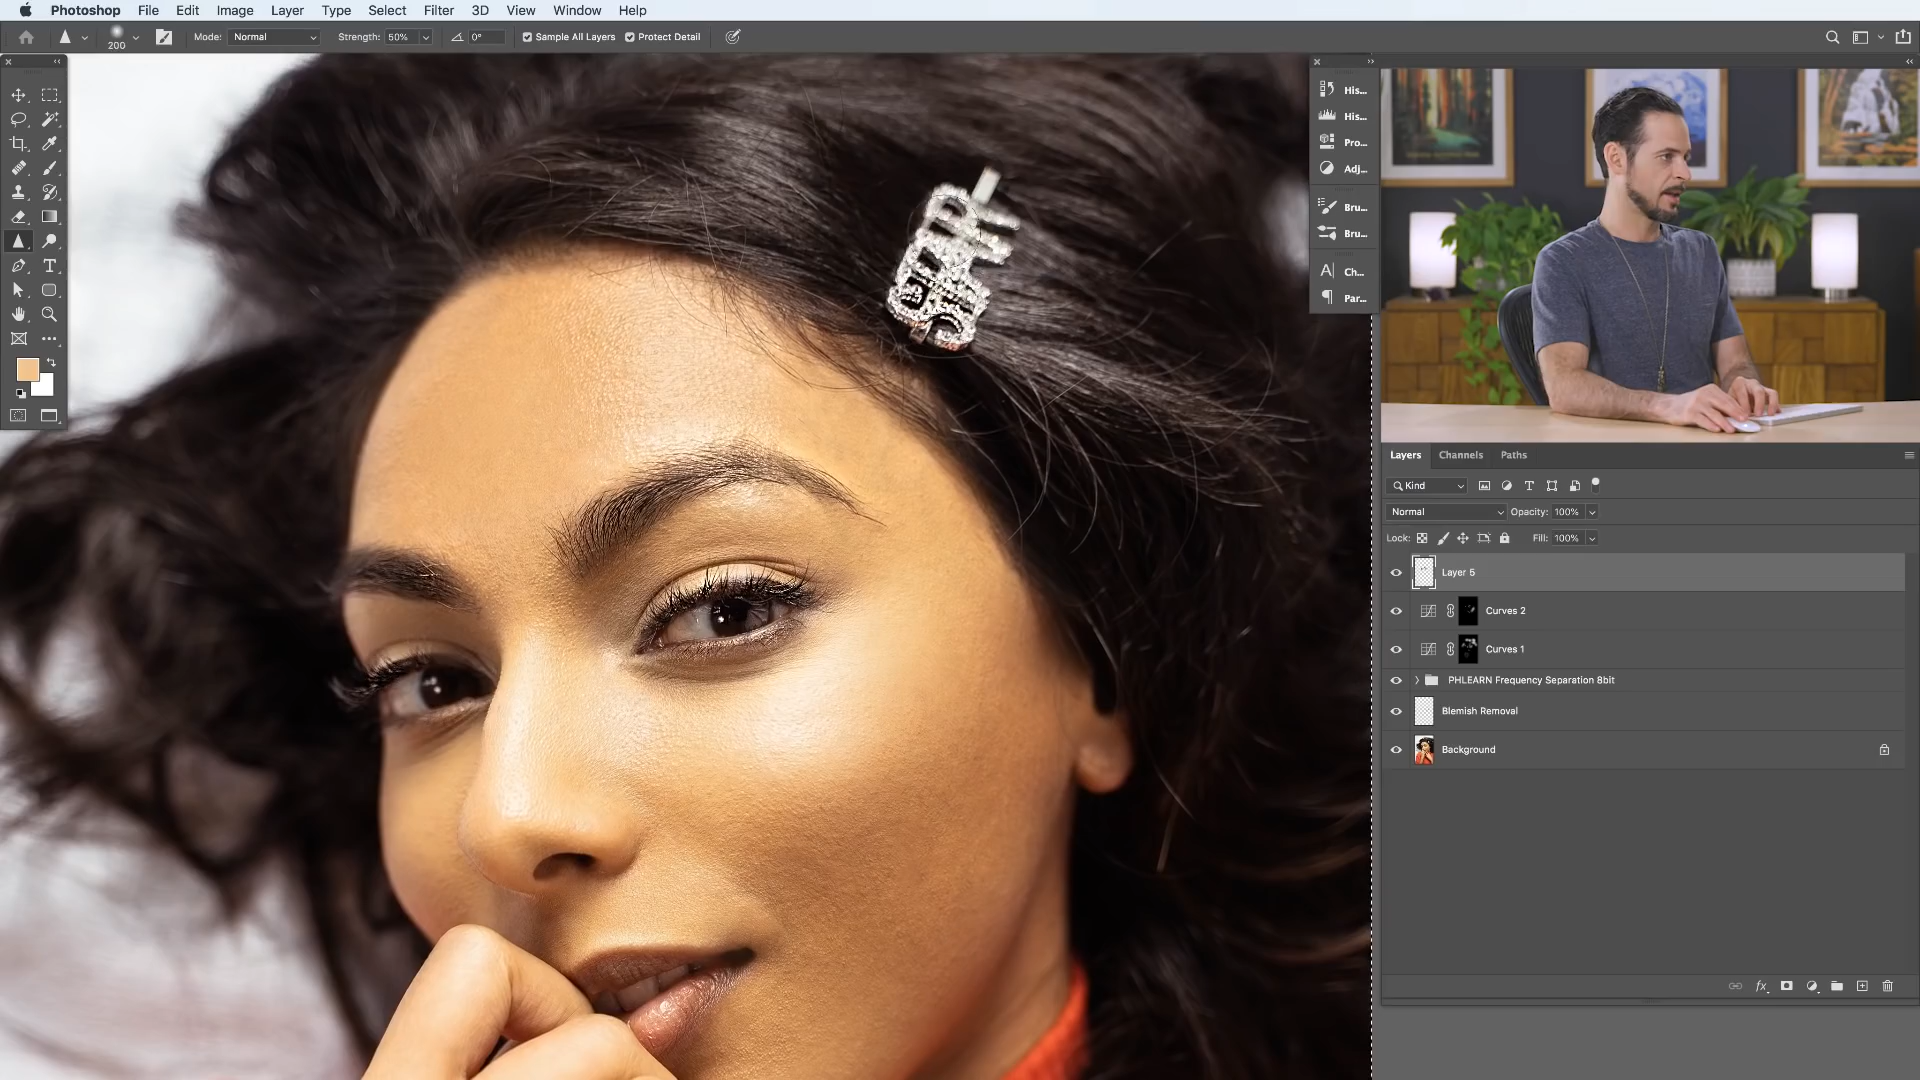 Photoshop File Edit Image Layer Type Select Filter 3D View Window Help
200 Mode: Normal Strength: 50% 0° Sample All Layers Protect Detail
His...
His...
Pro...
Adj...
Bru...
Bru...
Ch...
Par...
Layers Channels Paths
Kind
Normal Opacity: 100%
Lock: Fill: 100%
Layer 5
Curves 2
Curves 1
PHLEARN Frequency Separation 8bit
Blemish Removal
Background